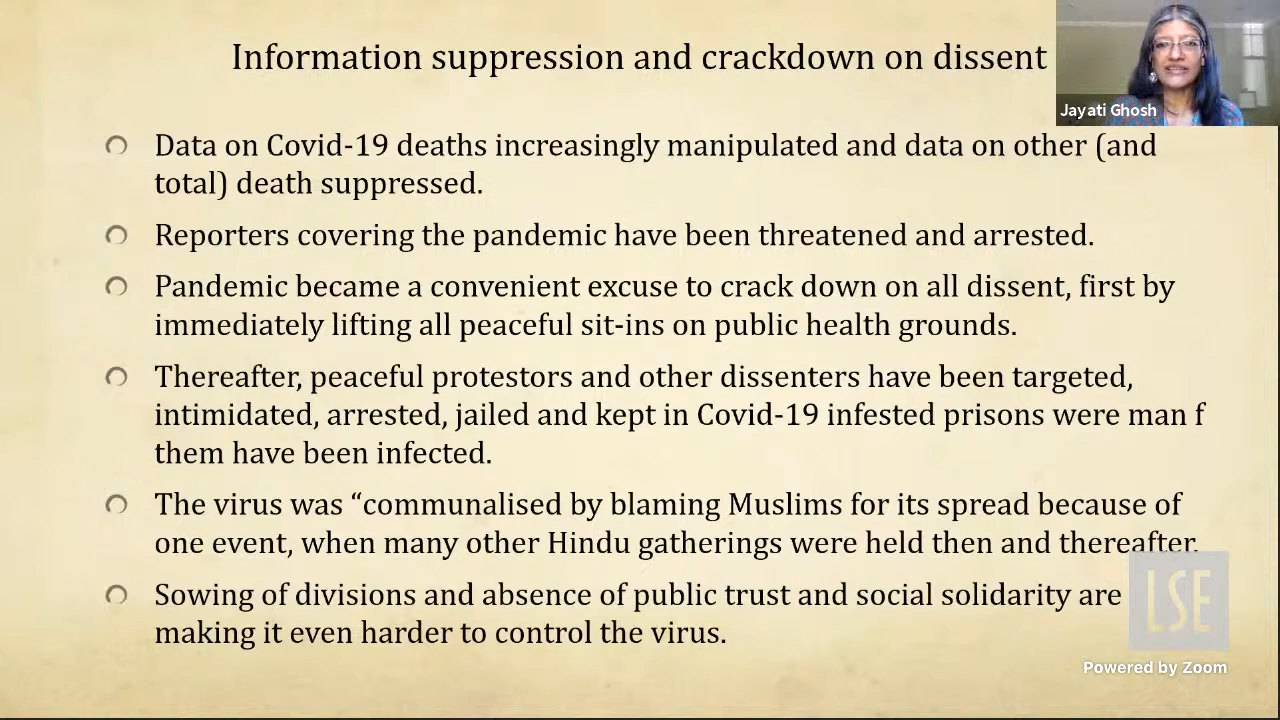 Information suppression and crackdown on dissent
Jayati Ghosh
Data on Covid-19 deaths increasingly manipulated and data on other (and
total) death suppressed.
Reporters covering the pandemic have been threatened and arrested.
Pandemic became a convenient excuse to crack down on all dissent, first by
immediately lifting all peaceful sit-ins on public health grounds.
Thereafter, peaceful protestors and other dissenters have been targeted,
intimidated, arrested, jailed and kept in Covid-19 infested prisons were man f
them have been infected.
The virus was “communalised by blaming Muslims for its spread because of
one event, when many other Hindu gatherings were held then and thereafter.
Sowing of divisions and absence of public trust and social solidarity are
making it even harder to control the virus.
LSE
Powered by Zoom